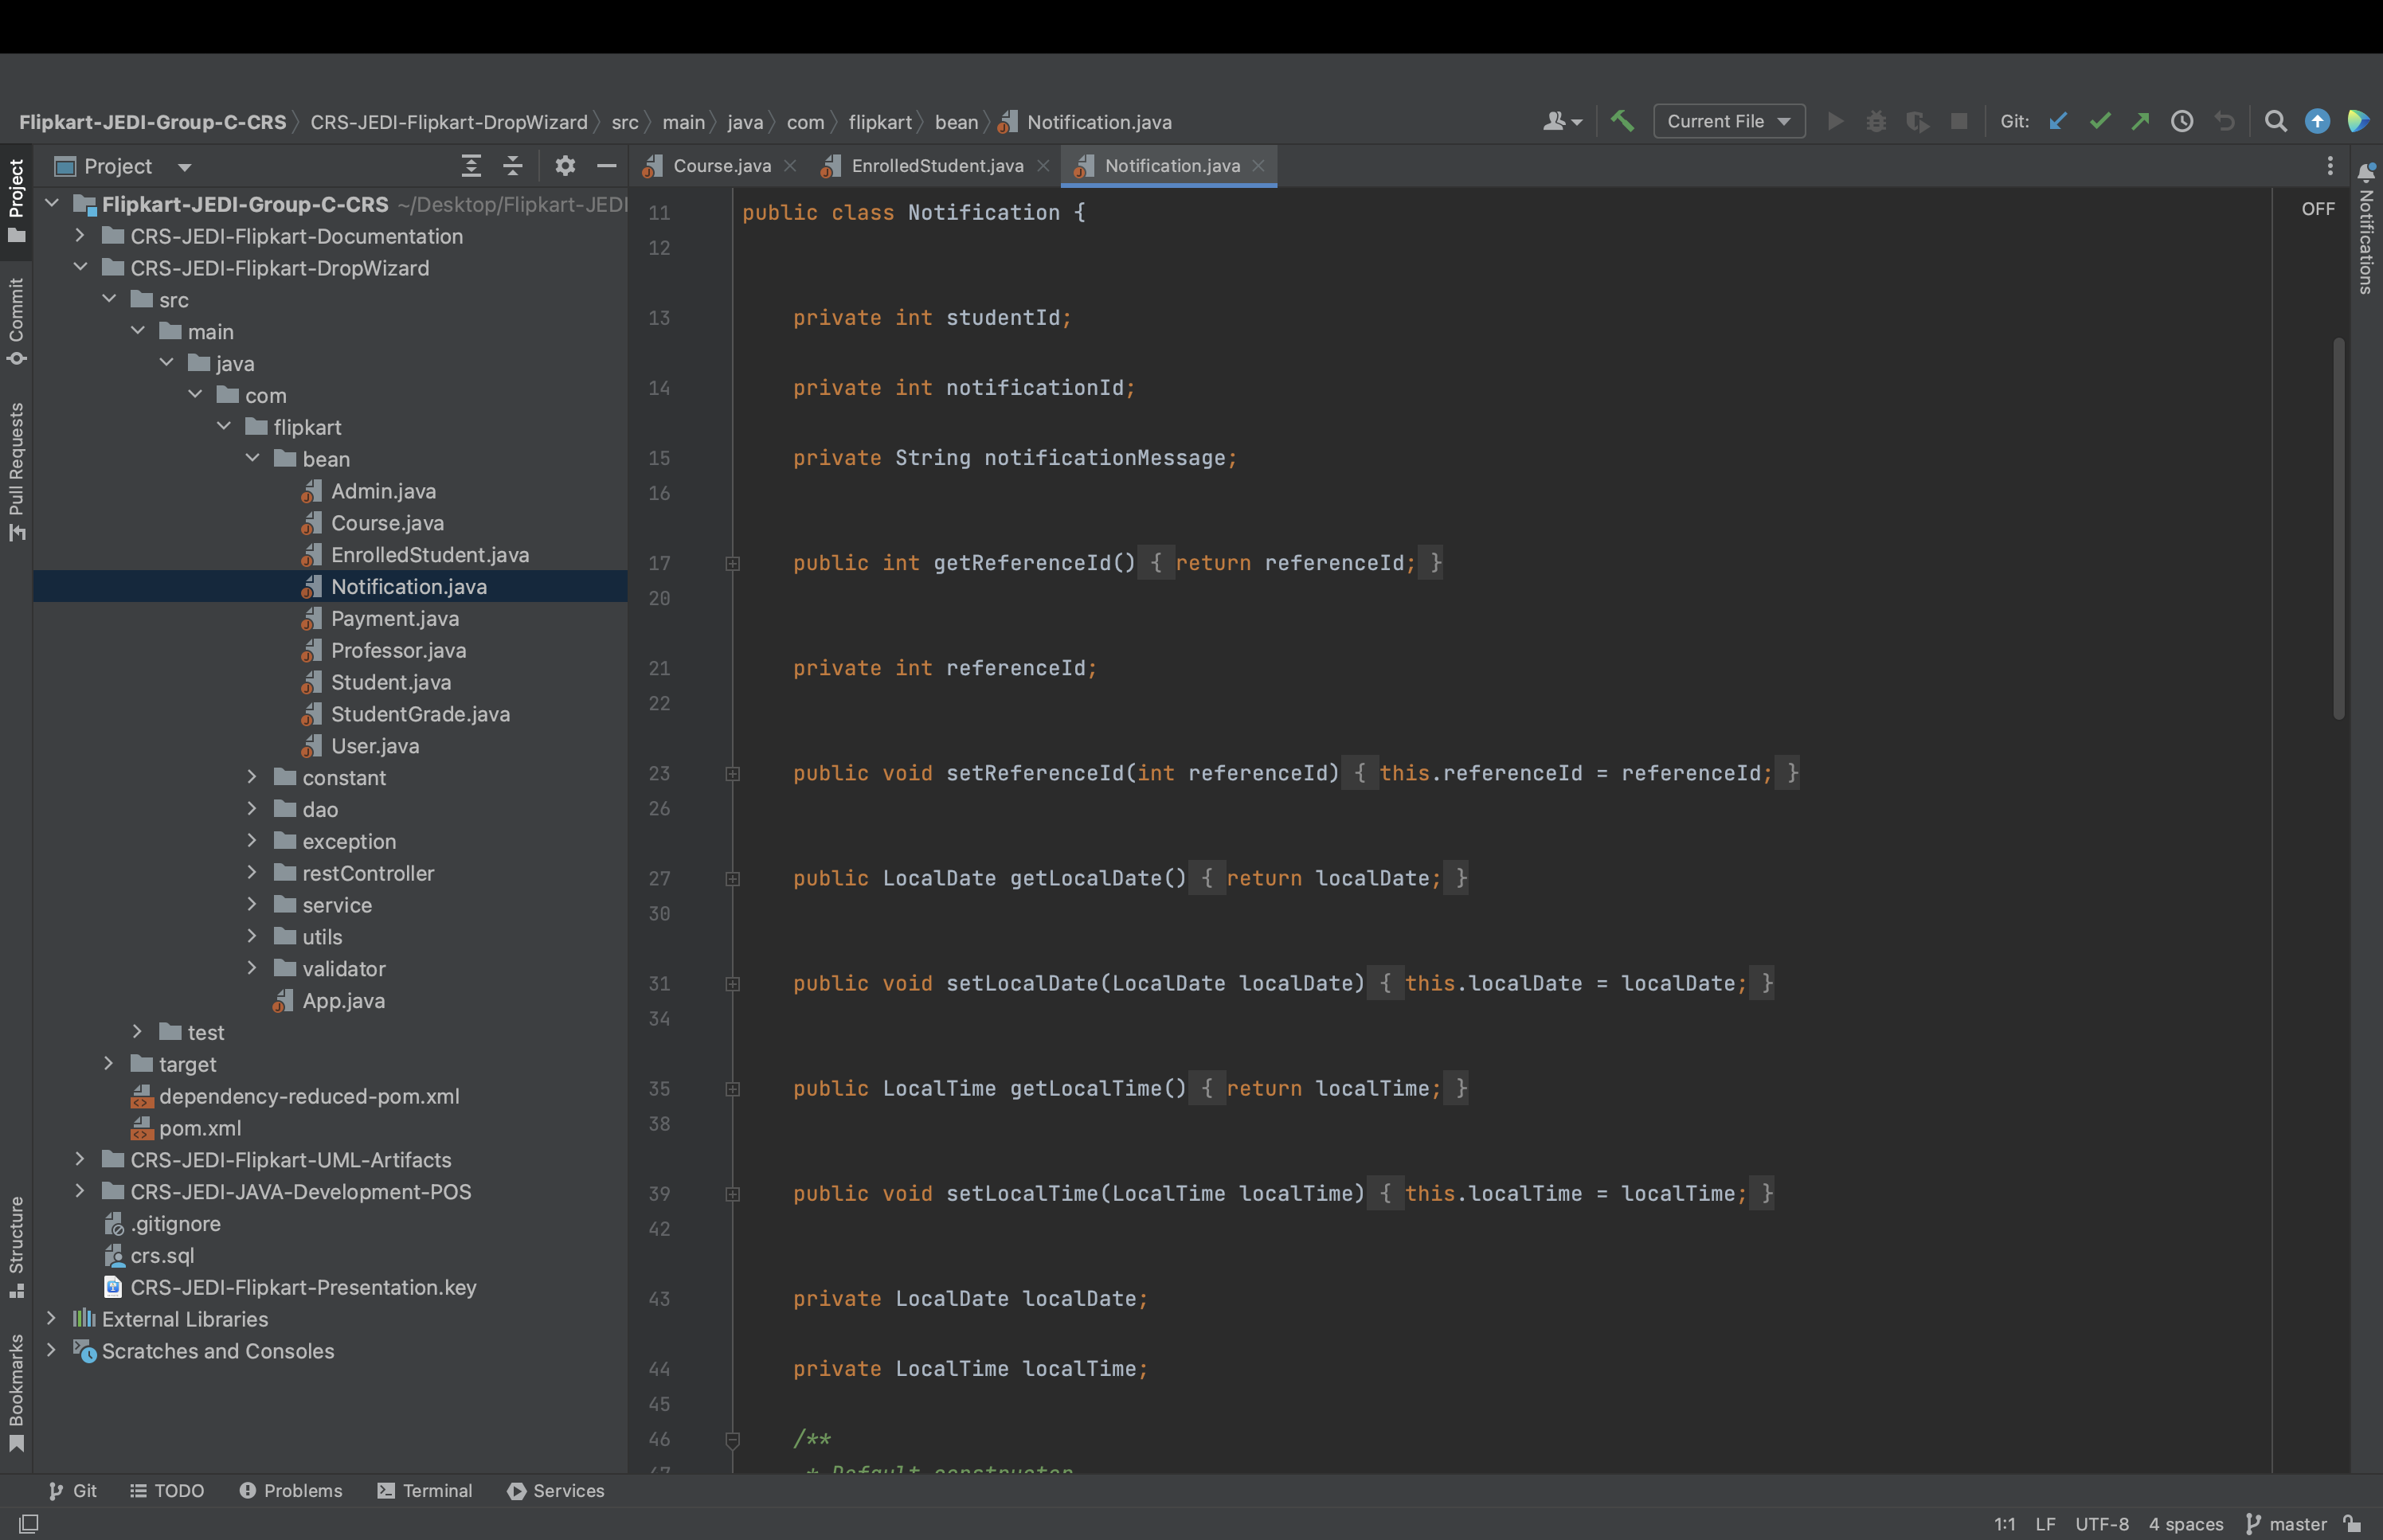 Flipkart-JEDI-Group-C-CRS CRS-JEDI-Flipkart-DropWizard src main java com flipkart bean Notification.java Current File Git:
Project
Course.java EnrolledStudent.java Notification.java
Project
Commit
Pull Requests
Structure
Bookmarks
Flipkart-JEDI-Group-C-CRS ~/Desktop/Flipkart-JEDI
CRS-JEDI-Flipkart-Documentation
CRS-JEDI-Flipkart-DropWizard
src
main
java
com
flipkart
bean
Admin.java
Course.java
EnrolledStudent.java
Notification.java
Payment.java
Professor.java
Student.java
StudentGrade.java
User.java
constant
dao
exception
restController
service
utils
validator
App.java
test
target
dependency-reduced-pom.xml
pom.xml
CRS-JEDI-Flipkart-UML-Artifacts
CRS-JEDI-JAVA-Development-POS
.gitignore
crs.sql
CRS-JEDI-Flipkart-Presentation.key
External Libraries
Scratches and Consoles
11 public class Notification {
12
13 private int studentId;
14 private int notificationId;
15 private String notificationMessage;
16
17 public int getReferenceId() { return referenceId; }
20
21 private int referenceId;
22
23 public void setReferenceId(int referenceId) { this.referenceId = referenceId; }
26
27 public LocalDate getLocalDate() { return localDate; }
30
31 public void setLocalDate(LocalDate localDate) { this.localDate = localDate; }
34
35 public LocalTime getLocalTime() { return localTime; }
38
39 public void setLocalTime(LocalTime localTime) { this.localTime = localTime; }
42
43 private LocalDate localDate;
44 private LocalTime localTime;
45
46 /**
47 * Default constructor
OFF
Notifications
Git TODO Problems Terminal Services
1:1 LF UTF-8 4 spaces master